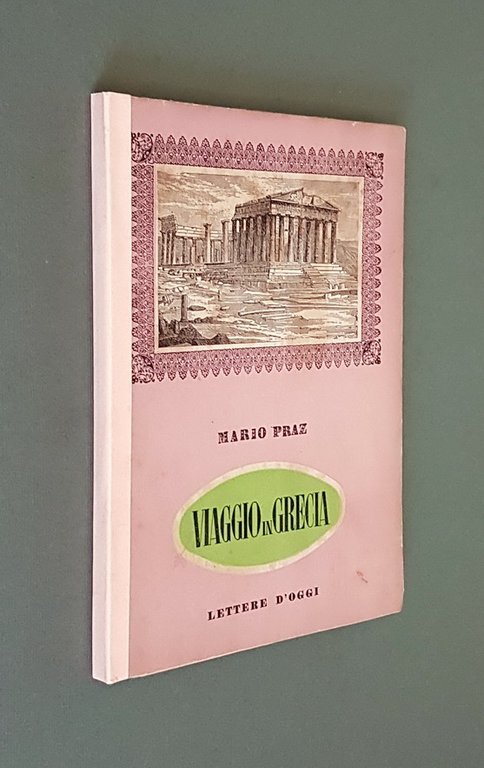 MARIO PRAZ
VIAGGIO IN GRECIA
LETTERE D'OGGI